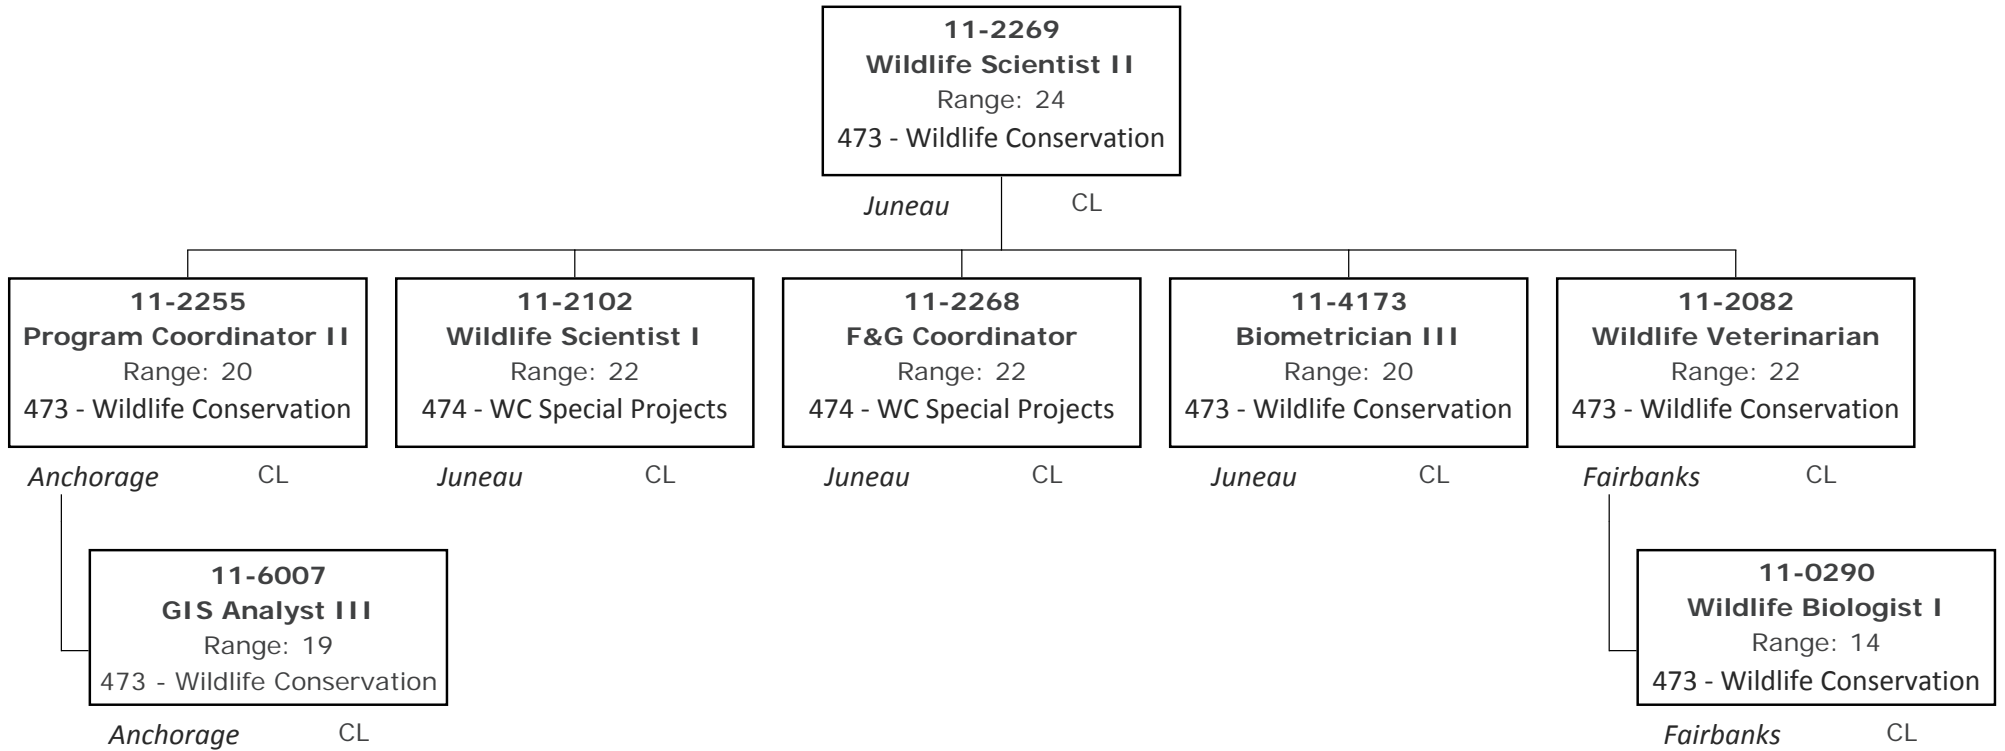 11-2269
Wildlife Scientist II
Range: 24
473 - Wildlife Conservation
Juneau CL
11-2255
Program Coordinator II
Range: 20
473 - Wildlife Conservation
Anchorage CL
11-2102
Wildlife Scientist I
Range: 22
474 - WC Special Projects
Juneau CL
11-2268
F&G Coordinator
Range: 22
474 - WC Special Projects
Juneau CL
11-4173
Biometrician III
Range: 20
473 - Wildlife Conservation
Juneau CL
11-2082
Wildlife Veterinarian
Range: 22
473 - Wildlife Conservation
Fairbanks CL
11-6007
GIS Analyst III
Range: 19
473 - Wildlife Conservation
Anchorage CL
11-0290
Wildlife Biologist I
Range: 14
473 - Wildlife Conservation
Fairbanks CL